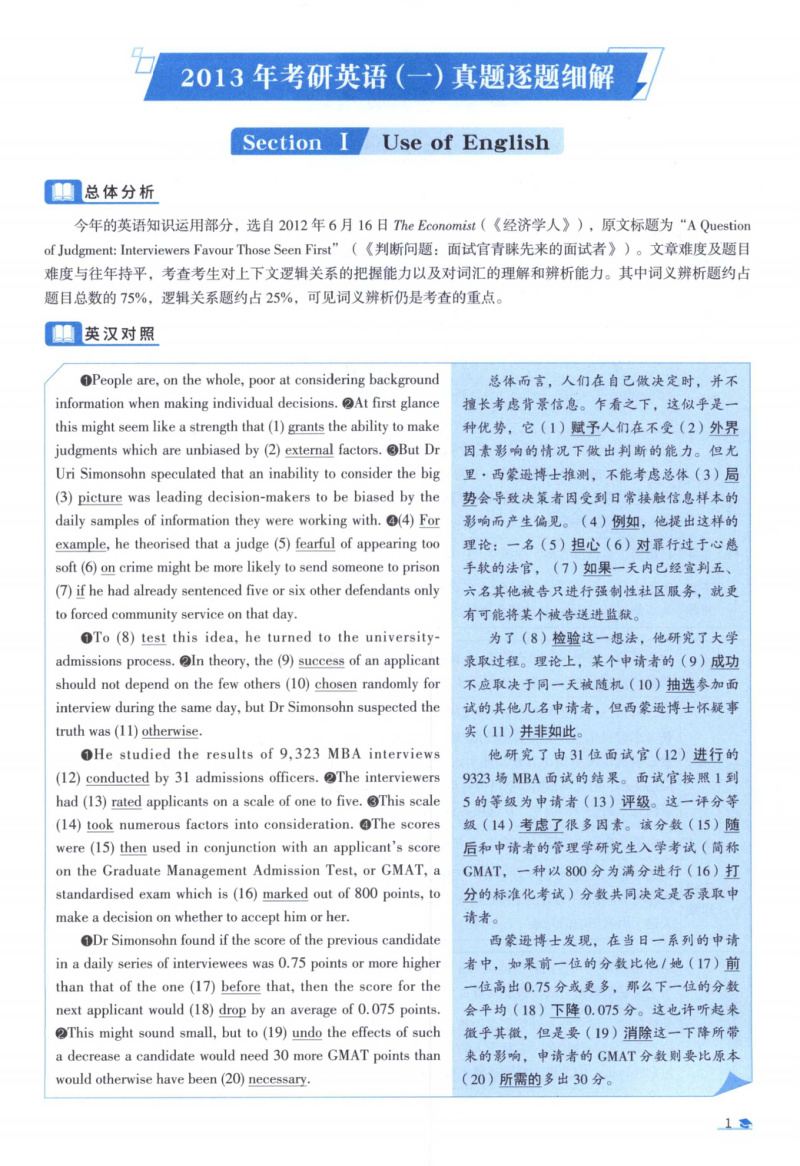 2013 年考研英语(一)真题逐题细解
Section Ⅰ Use of English
总体分析
今年的英语知识运用部分，选自 2012 年 6 月 16 日 The Economist（《经济学人》），原文标题为“A Question
of Judgment: Interviewers Favour Those Seen First”（《判断问题：面试官青睐先来的面试者》）。文章难度及题目
难度与往年持平，考查考生对上下文逻辑关系的把握能力以及对词汇的理解和辨析能力。其中词义辨析题约占
题目总数的 75%，逻辑关系题约占 25%，可见词义辨析仍是考查的重点。
英汉对照
❶People are, on the whole, poor at considering background
information when making individual decisions. ❷At first glance
this might seem like a strength that (1) grants the ability to make
judgments which are unbiased by (2) external factors. ❸But Dr
Uri Simonsohn speculated that an inability to consider the big
(3) picture was leading decision-makers to be biased by the
daily samples of information they were working with. ❹(4) For
example, he theorised that a judge (5) fearful of appearing too
soft (6) on crime might be more likely to send someone to prison
(7) if he had already sentenced five or six other defendants only
to forced community service on that day.
❶To (8) test this idea, he turned to the university-
admissions process. ❷In theory, the (9) success of an applicant
should not depend on the few others (10) chosen randomly for
interview during the same day, but Dr Simonsohn suspected the
truth was (11) otherwise.
❶He studied the results of 9,323 MBA interviews
(12) conducted by 31 admissions officers. ❷The interviewers
had (13) rated applicants on a scale of one to five. ❸This scale
(14) took numerous factors into consideration. ❹The scores
were (15) then used in conjunction with an applicant's score
on the Graduate Management Admission Test, or GMAT, a
standardised exam which is (16) marked out of 800 points, to
make a decision on whether to accept him or her.
❶Dr Simonsohn found if the score of the previous candidate
in a daily series of interviewees was 0.75 points or more higher
than that of the one (17) before that, then the score for the
next applicant would (18) drop by an average of 0.075 points.
❷This might sound small, but to (19) undo the effects of such
a decrease a candidate would need 30 more GMAT points than
would otherwise have been (20) necessary.
总体而言，人们在自己做决定时，并不
擅长考虑背景信息。乍看之下，这似乎是一
种优势，它（1）赋予人们在不受（2）外界
因素影响的情况下做出判断的能力。但尤
里·西蒙逊博士推测，不能考虑总体（3）局
势会导致决策者因受到日常接触信息样本的
影响而产生偏见。（4）例如，他提出这样的
理论：一名（5）担心（6）对罪行过于心慈
手软的法官，（7）如果一天内已经宣判五、
六名其他被告只进行强制性社区服务，就更
有可能将某个被告送进监狱。
为了（8）检验这一想法，他研究了大学
录取过程。理论上，某个申请者的（9）成功
不应取决于同一天被随机（10）抽选参加面
试的其他几名申请者，但西蒙逊博士怀疑事
实（11）并非如此。
他研究了由 31 位面试官（12）进行的
9323 场 MBA 面试的结果。面试官按照 1 到
5 的等级为申请者（13）评级。这一评分等
级（14）考虑了很多因素。该分数（15）随
后和申请者的管理学研究生入学考试（简称
GMAT，一种以 800 分为满分进行（16）打
分的标准化考试）分数共同决定是否录取申
请者。
西蒙逊博士发现，在当日一系列的申请
者中，如果前一位的分数比他/她（17）前
一位高出 0.75 分或更多，那么下一位的分数
会平均（18）下降 0.075 分。这也许听起来
微乎其微，但是要（19）消除这一下降所带
来的影响，申请者的 GMAT 分数则要比原本
（20）所需的多出 30 分。
1